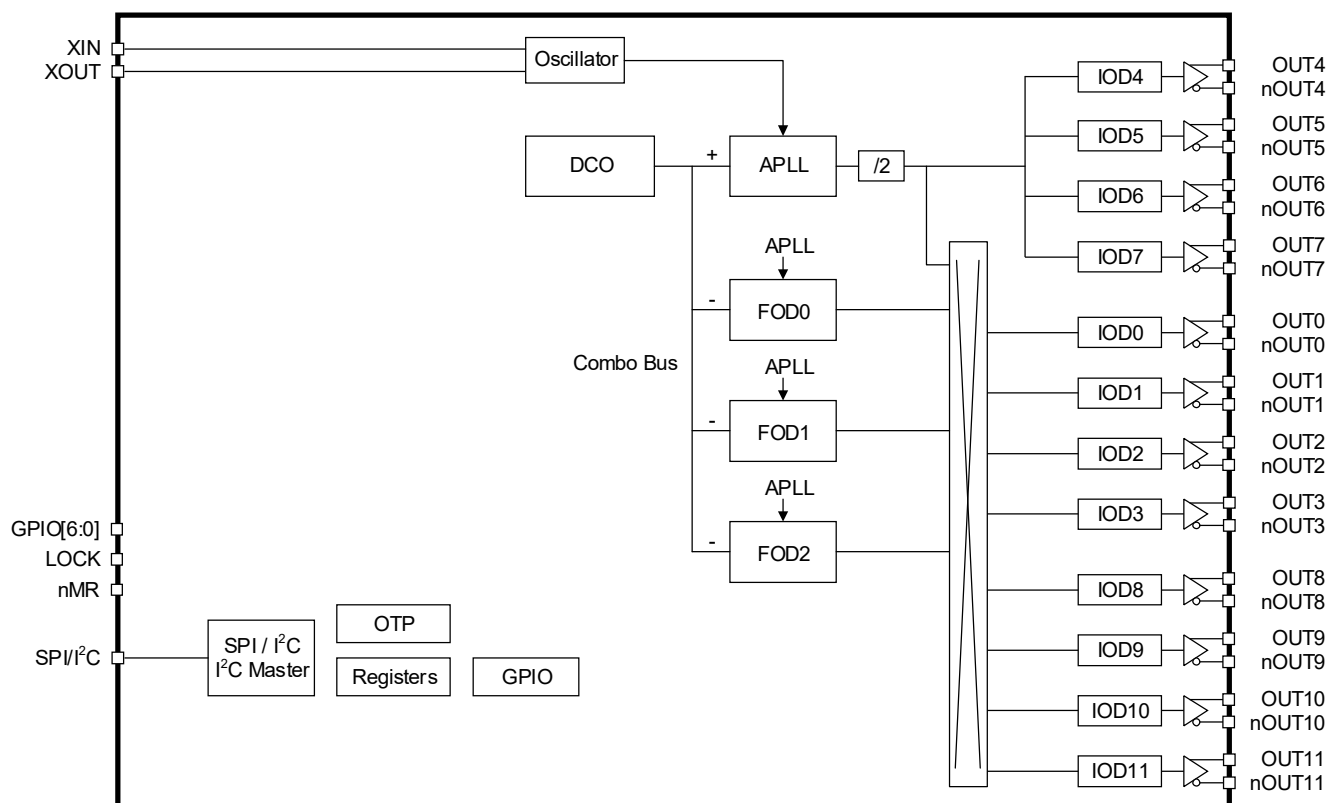 XIN
XOUT
Oscillator
IOD4
OUT4
nOUT4
DCO
+
APLL
/2
IOD5
OUT5
nOUT5
IOD6
OUT6
nOUT6
APLL
IOD7
OUT7
nOUT7
-
FOD0
IOD0
OUT0
nOUT0
Combo Bus
APLL
IOD1
OUT1
nOUT1
-
FOD1
IOD2
OUT2
nOUT2
APLL
IOD3
OUT3
nOUT3
GPIO[6:0]
LOCK
-
FOD2
nMR
IOD8
OUT8
nOUT8
OTP
SPI/I²C
SPI / I²C
I²C Master
Registers
GPIO
IOD9
OUT9
nOUT9
IOD10
OUT10
nOUT10
IOD11
OUT11
nOUT11